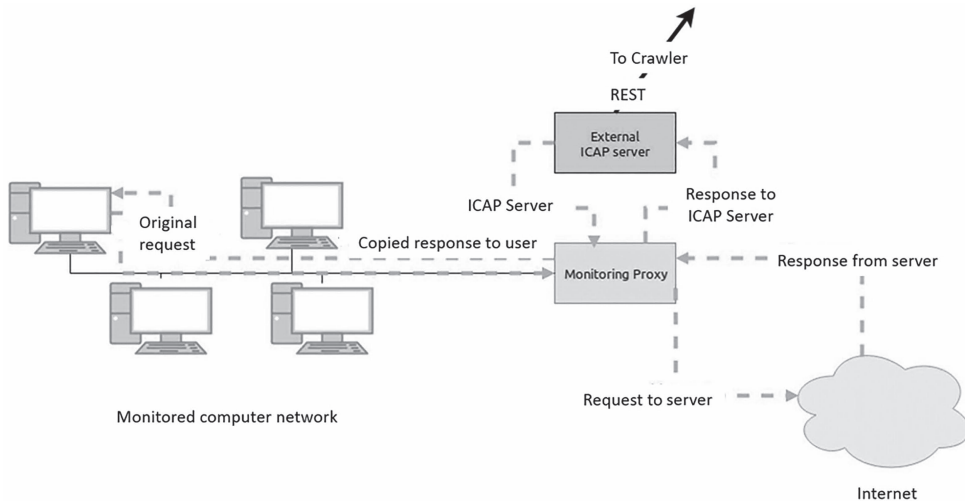 To Crawler
REST
External
ICAP server
ICAP Server
Response to
ICAP Server
Original
request
Copied response to user
Monitoring Proxy
Response from server
Request to server
Monitored computer network
Internet